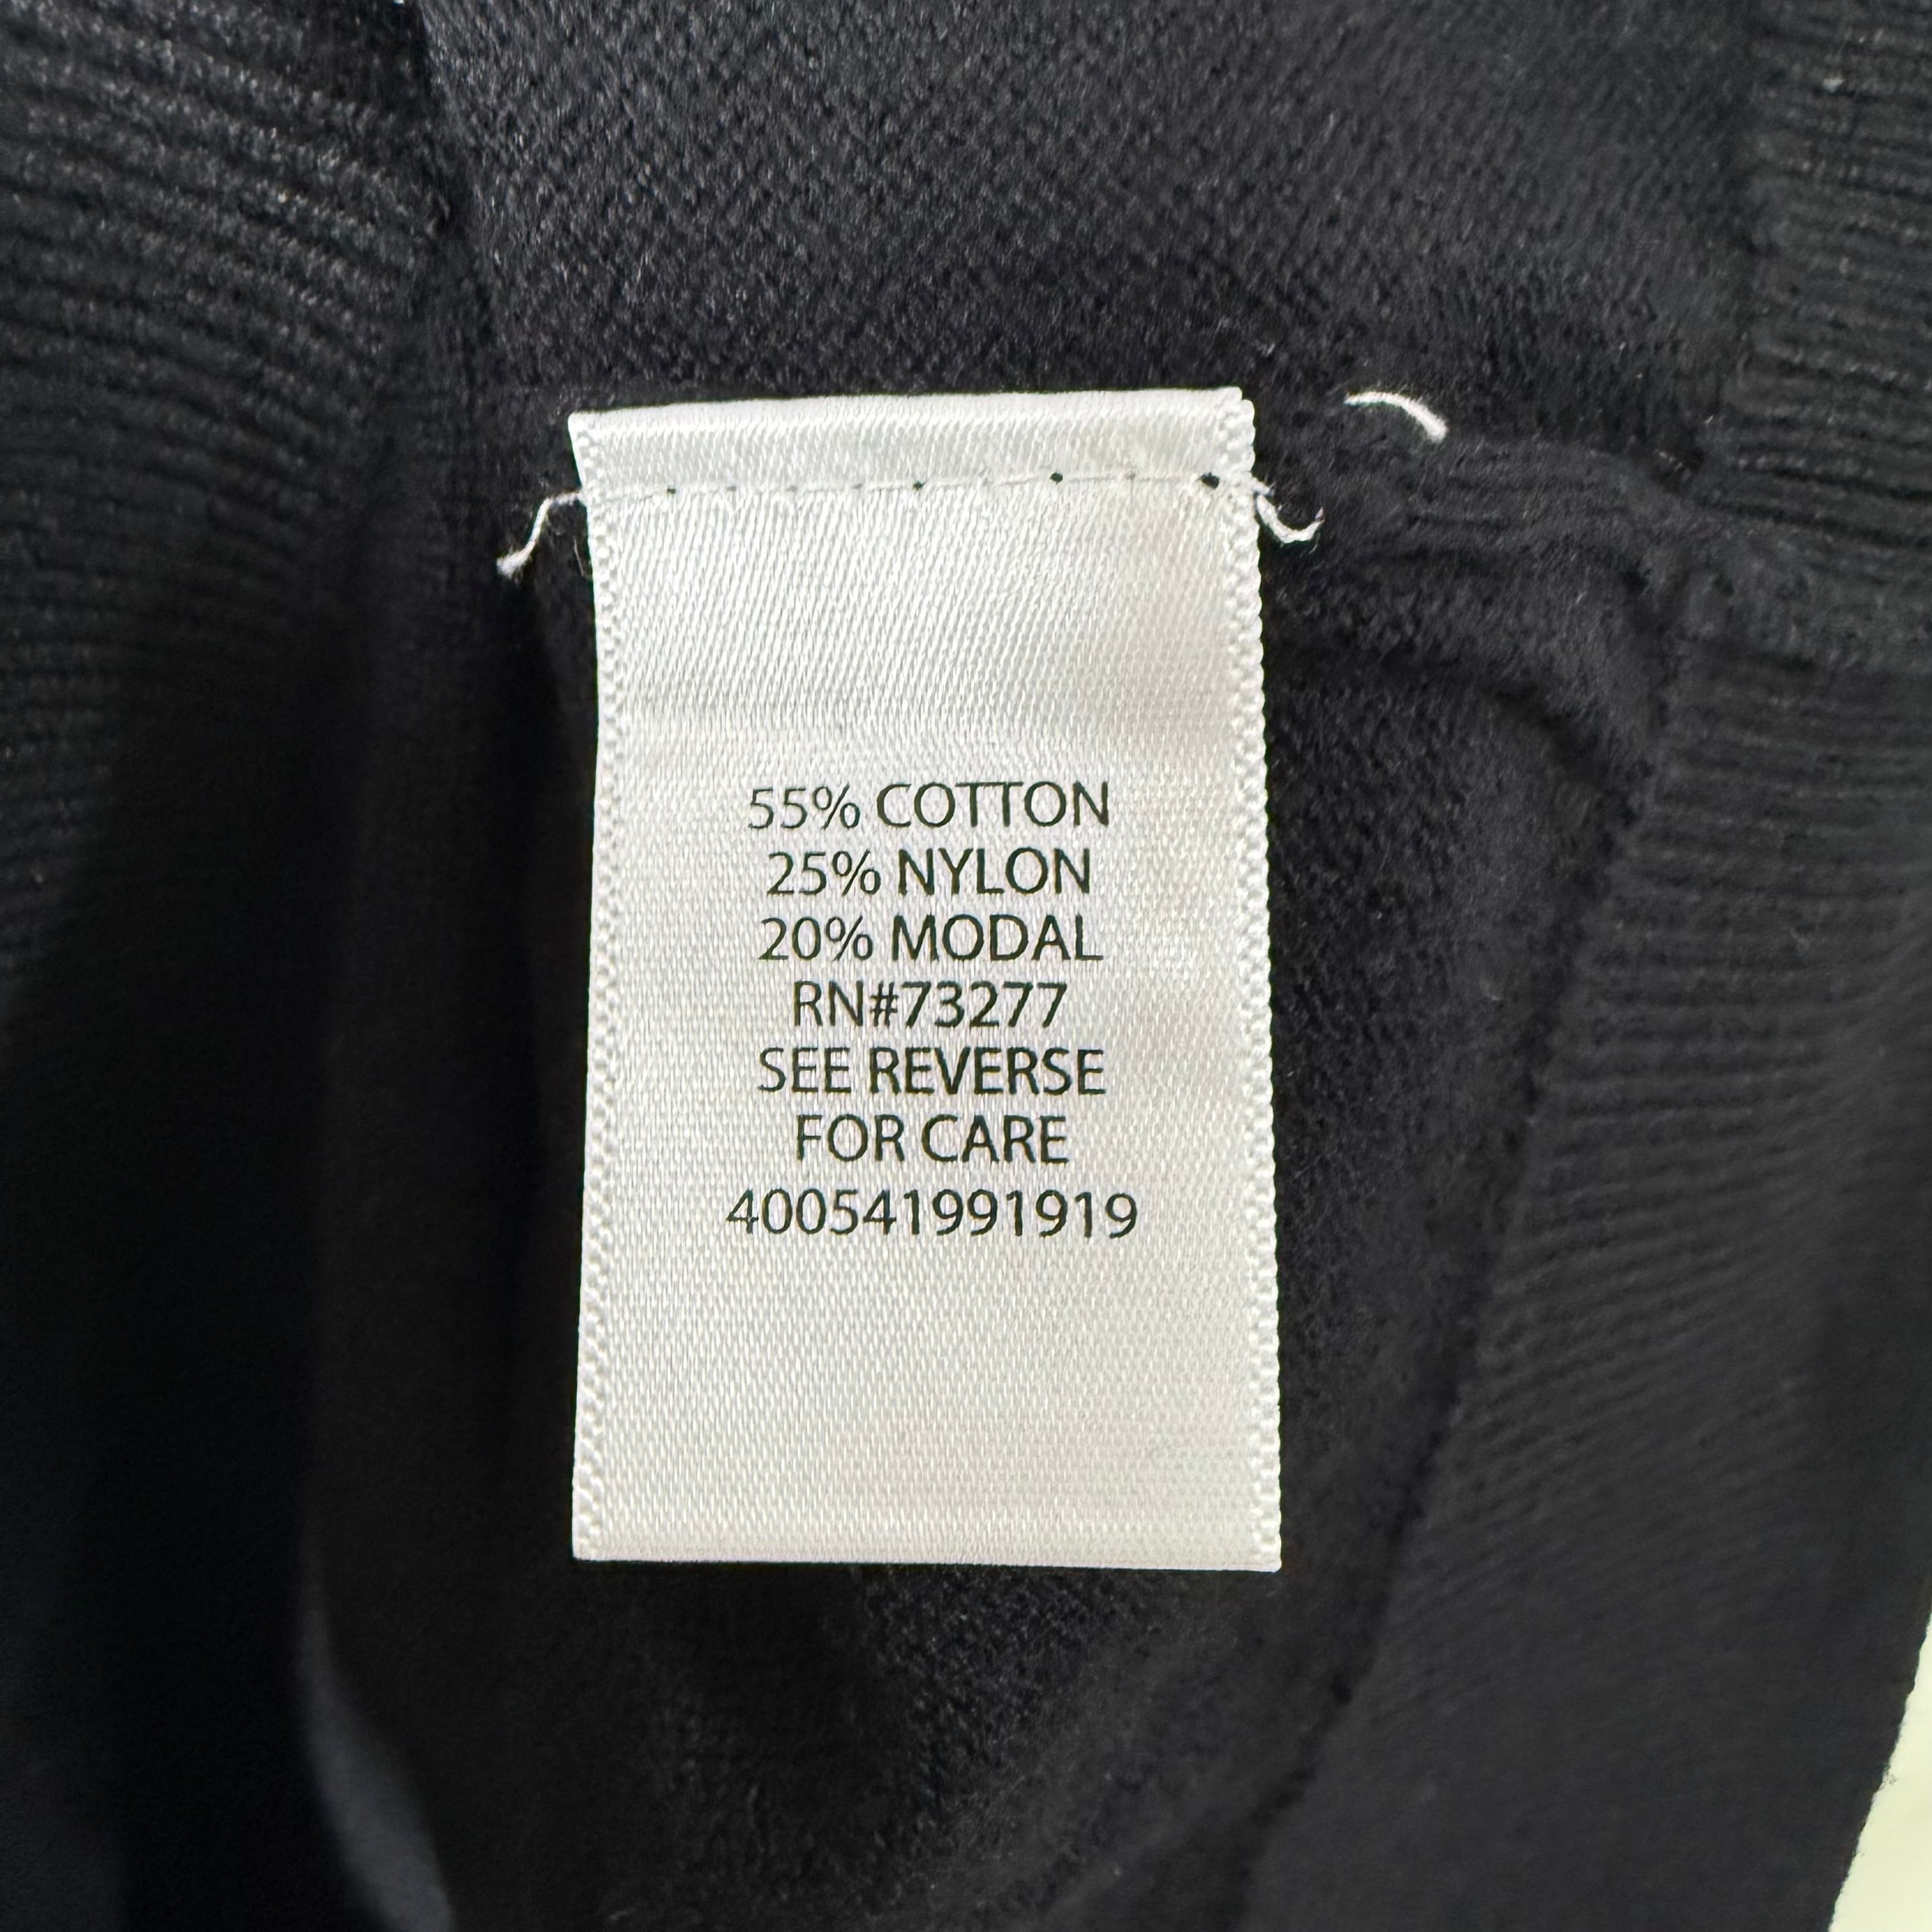 55% COTTON
25% NYLON
20% MODAL
RN#73277
SEE REVERSE
FOR CARE
400541991919